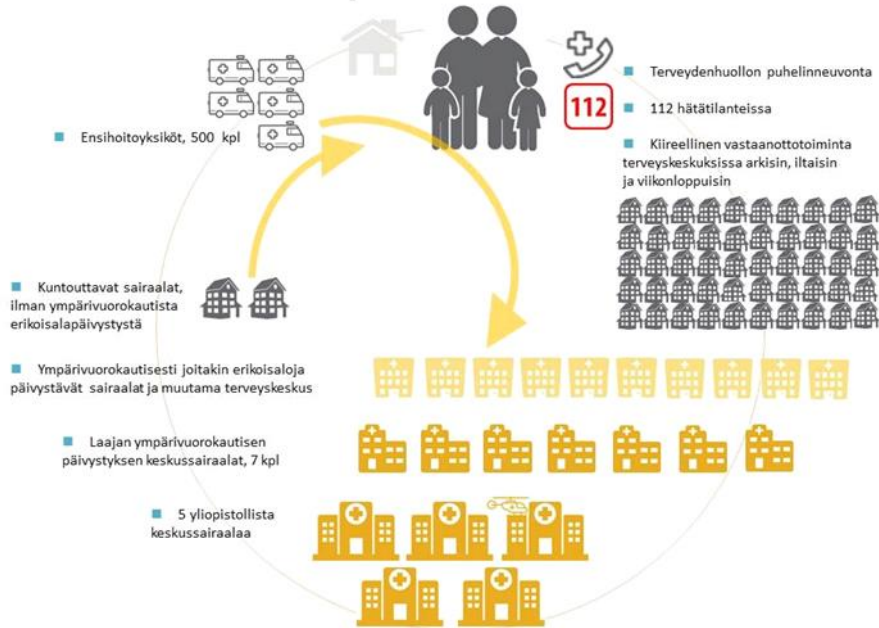 Terveydenhuollon puhelinneuvonta
112
112 hätätilanteissa
Ensihoitoyksiköt, 500 kpl
Kiireellinen vastaanottotoiminta
terveyskeskuksissa arkisin, iltaisin
ja viikonloppuisin
Kuntouttavat sairaalat,
ilman ympärivuorokautista
erikoisalapäivystystä
Ympärivuorokautisesti joitakin erikoisaloja
päivystävät sairaalat ja muutama terveyskeskus
Laajan ympärivuorokautisen
päivystyksen keskussairaalat, 7 kpl
5 yliopistollista
keskussairaalaa